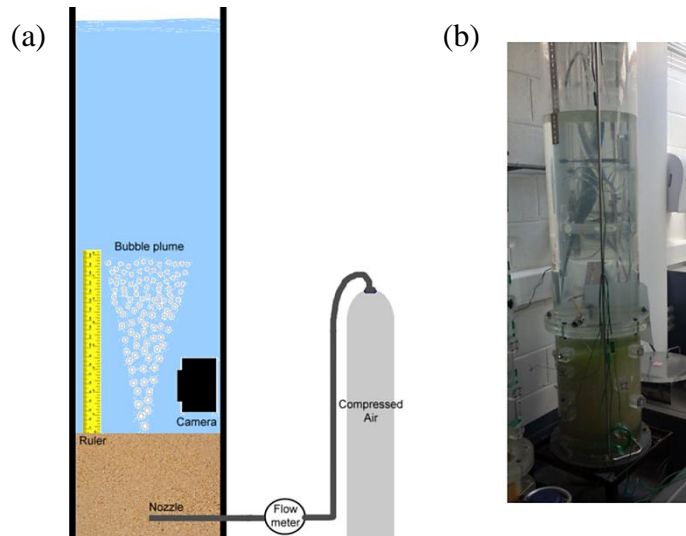 (a)
(b)
Bubble plume
Camera
Ruler
Compressed
Air
Nozzle
Flow
meter